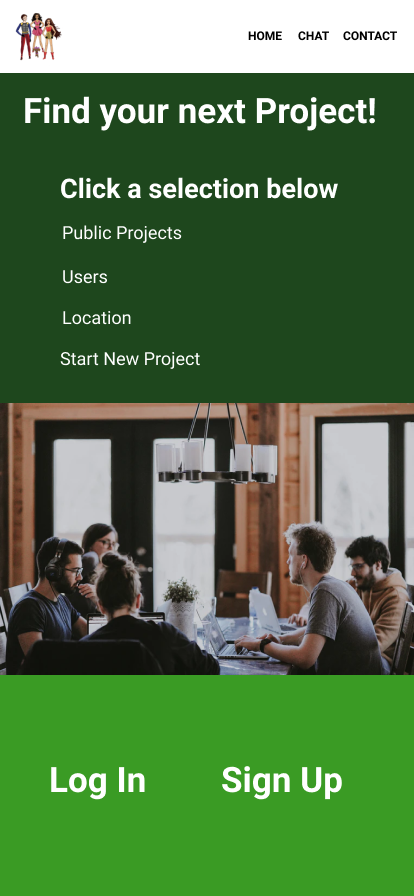 HOME CHAT CONTACT
Find your next Project!
Click a selection below
Public Projects
Users
Location
Start New Project
Log In Sign Up